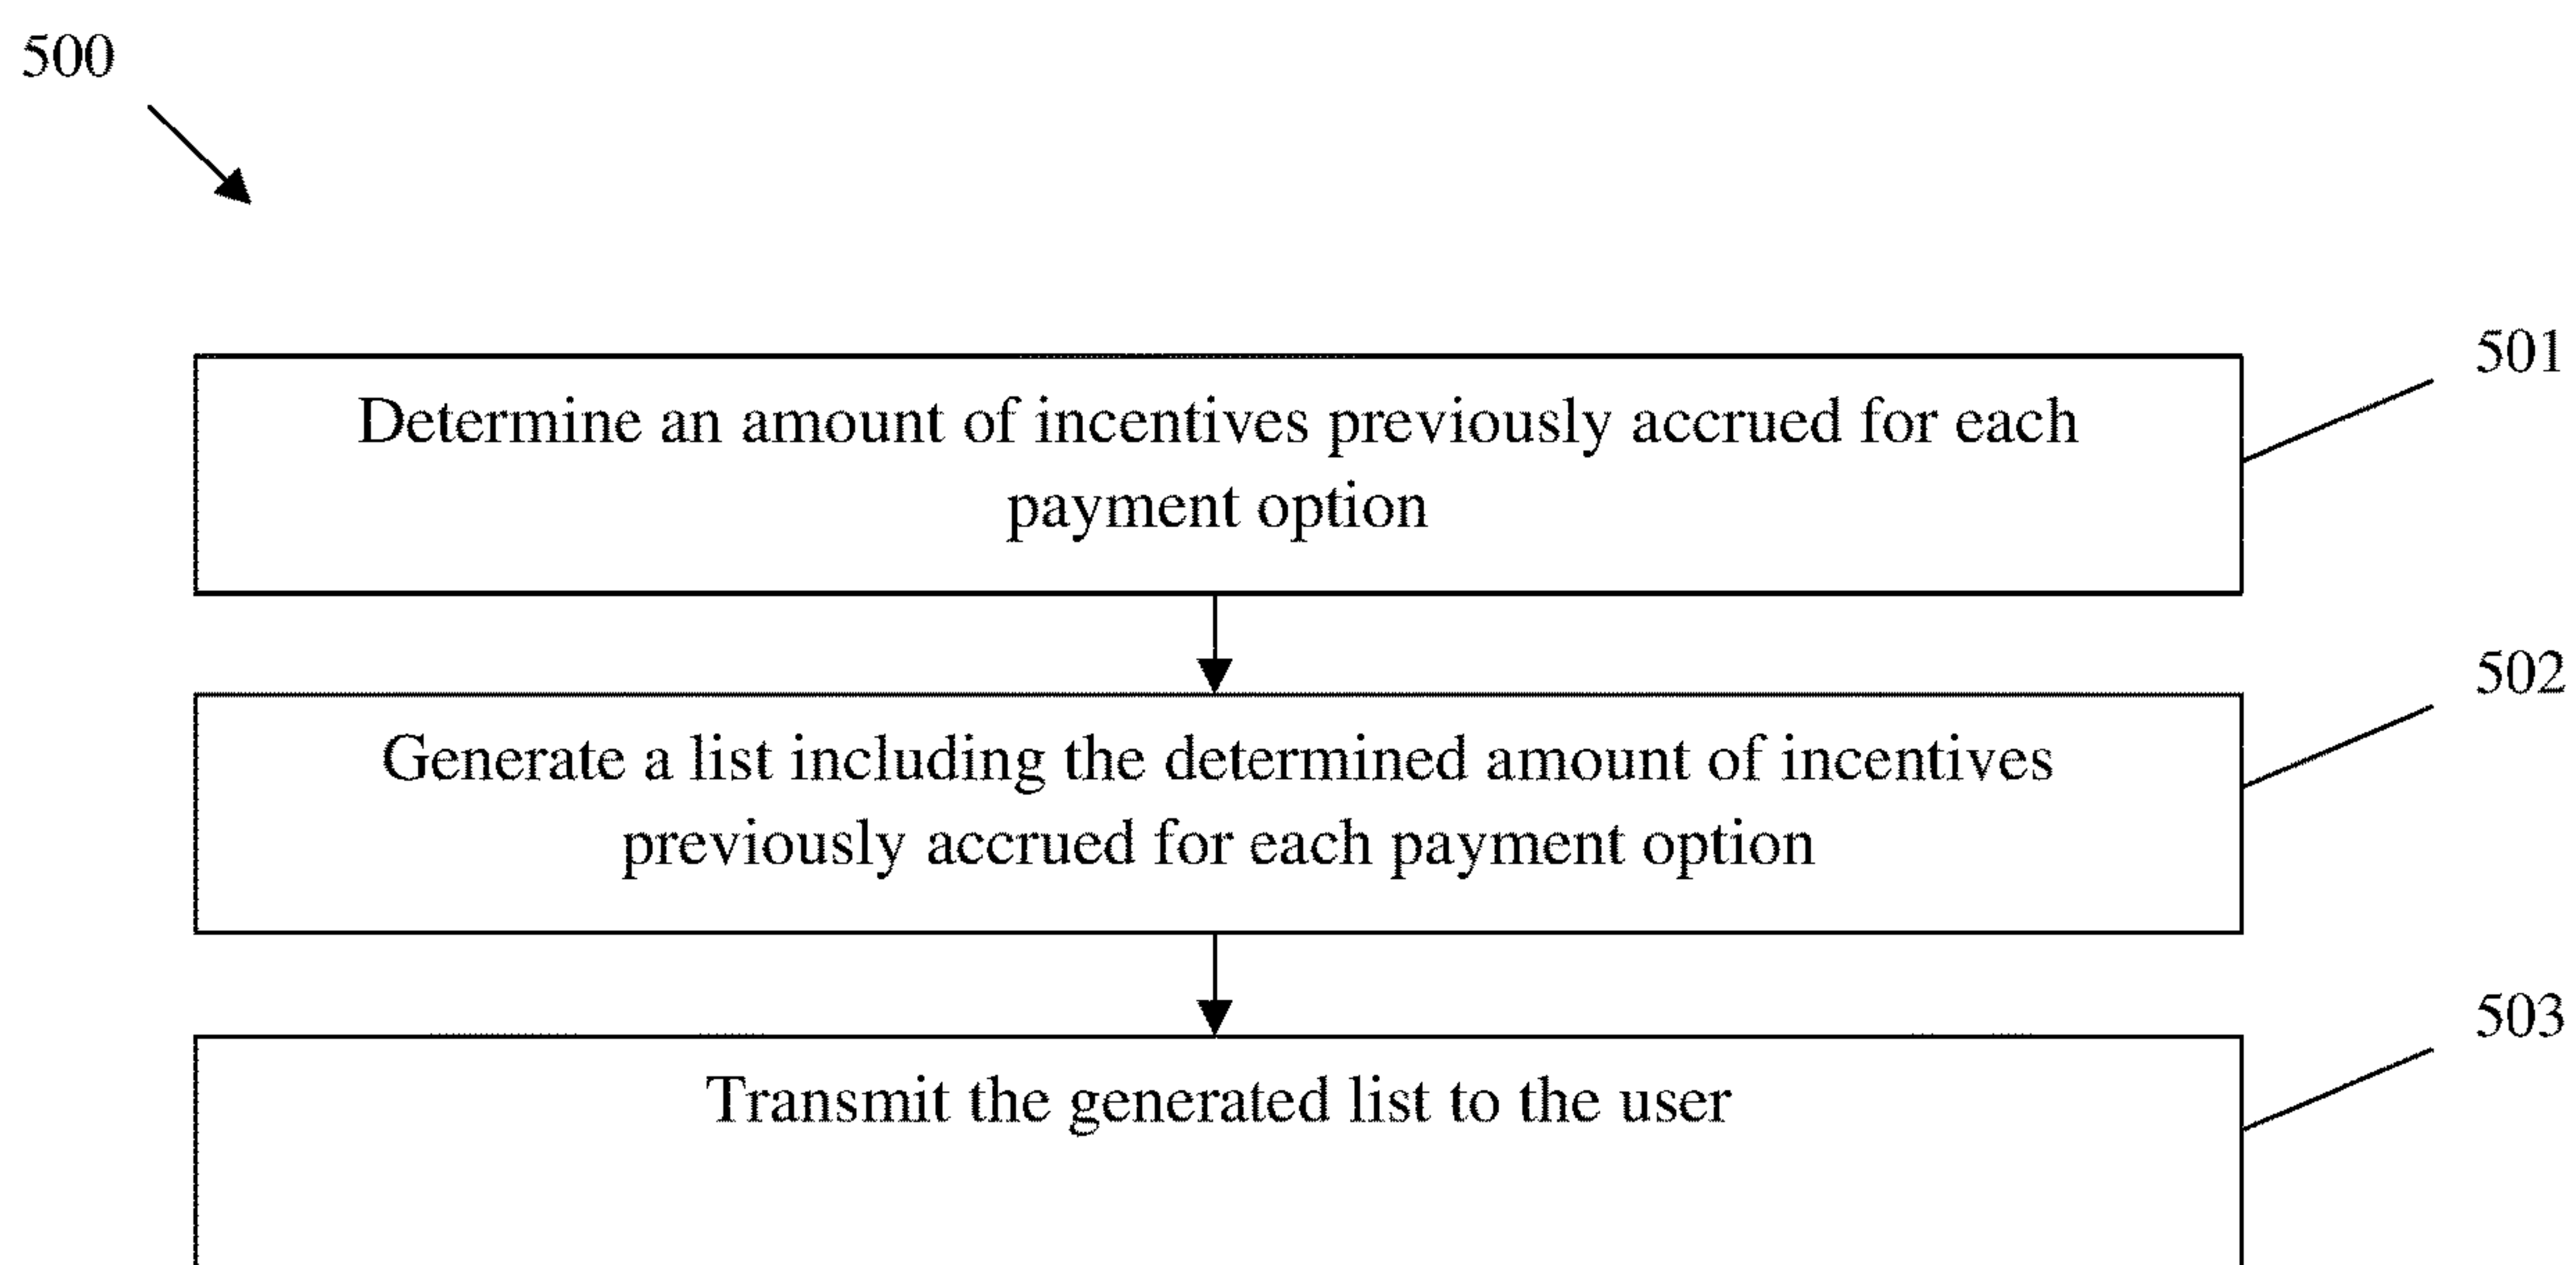 500
501
Determine an amount of incentives previously accrued for each
payment option
502
Generate a list including the determined amount of incentives
previously accrued for each payment option
503
Transmit the generated list to the user